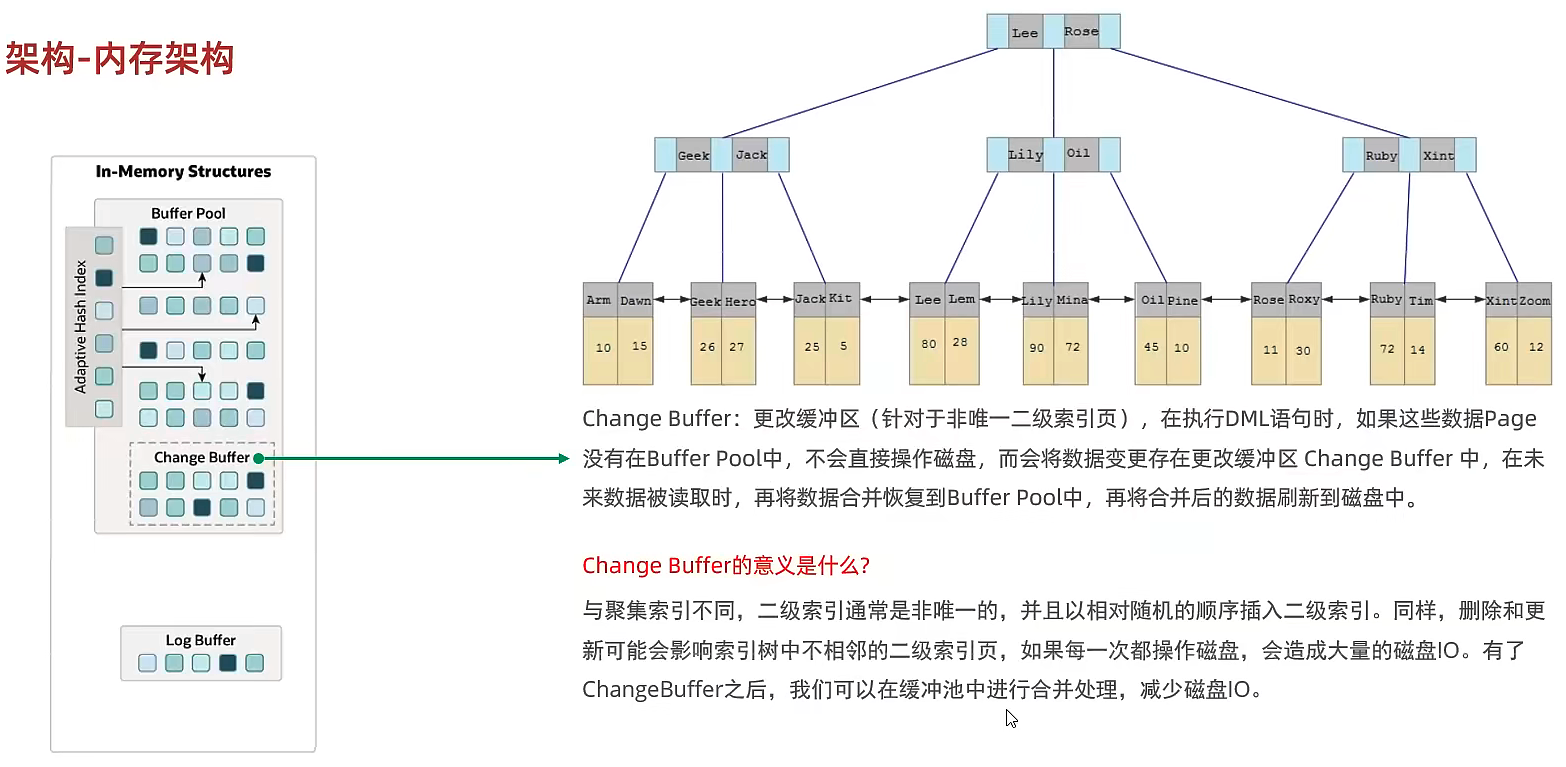 架构-内存架构
In-Memory Structures
Buffer Pool
Adaptive Hash Index
Change Buffer
Log Buffer
Lee Rose
Geek Jack
Lily Oil
Ruby Xint
Arm Dawn
Geek Hero
Jack Kit
Lee Lem
Lily Mina
Oil Pine
Rose Roxy
Ruby Tim
Xint Zoom
10 15
26 27
25 5
80 28
90 72
45 10
11 30
72 14
60 12
Change Buffer：更改缓冲区（针对于非唯一二级索引页），在执行DML语句时，如果这些数据Page
没有在Buffer Pool中，不会直接操作磁盘，而会将数据变更存在更改缓冲区 Change Buffer 中，在未
来数据被读取时，再将数据合并恢复到Buffer Pool中，再将合并后的数据刷新到磁盘中。
Change Buffer的意义是什么?
与聚集索引不同，二级索引通常是非唯一的，并且以相对随机的顺序插入二级索引。同样，删除和更
新可能会影响索引树中不相邻的二级索引页，如果每一次都操作磁盘，会造成大量的磁盘IO。有了
ChangeBuffer之后，我们可以在缓冲池中进行合并处理，减少磁盘IO。